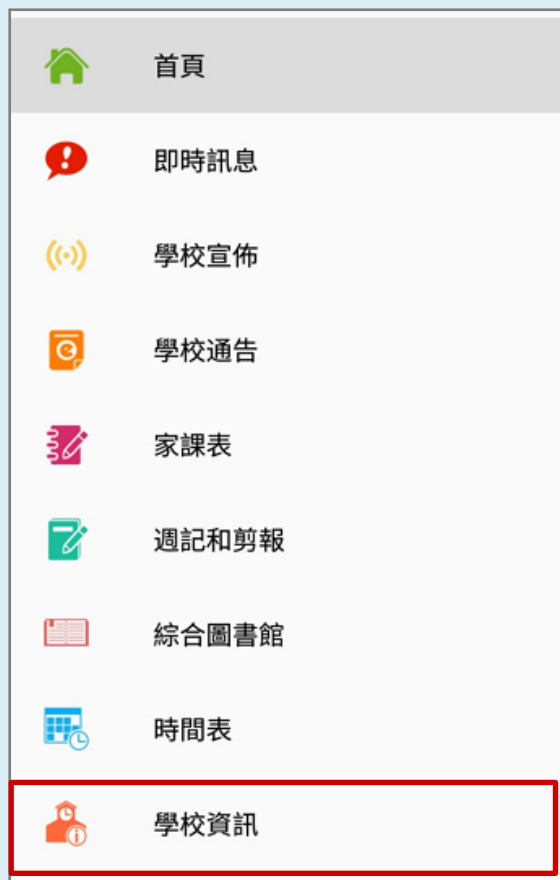 首頁
即時訊息
學校宣佈
學校通告
家課表
週記和剪報
綜合圖書館
時間表
學校資訊